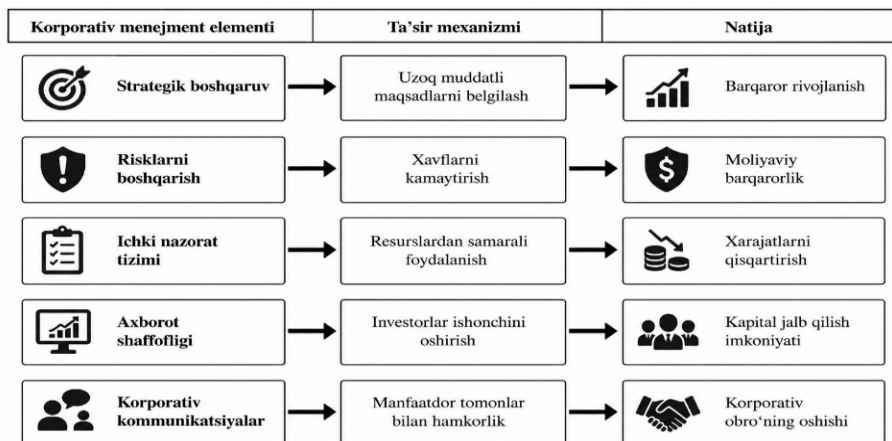 Korporativ menejment elementi
Ta’sir mexanizmi
Natija
Strategik boshqaruv
Uzoq muddatli
maqsadlarni belgilash
Barqaror rivojlanish
Risklarni
boshqarish
Xavflarni
kamaytirish
Moliyaviy
barqarorlik
Ichki nazorat
tizimi
Resurslardan samarali
foydalanish
Xarajatlarni
qisqartirish
Axborot
shaffofligi
Investorlar ishonchini
oshirish
Kapital jalb qilish
imkoniyati
Korporativ
kommunikatsiyalar
Manfaatdor tomonlar
bilan hamkorlik
Korporativ
obro‘ning oshishi